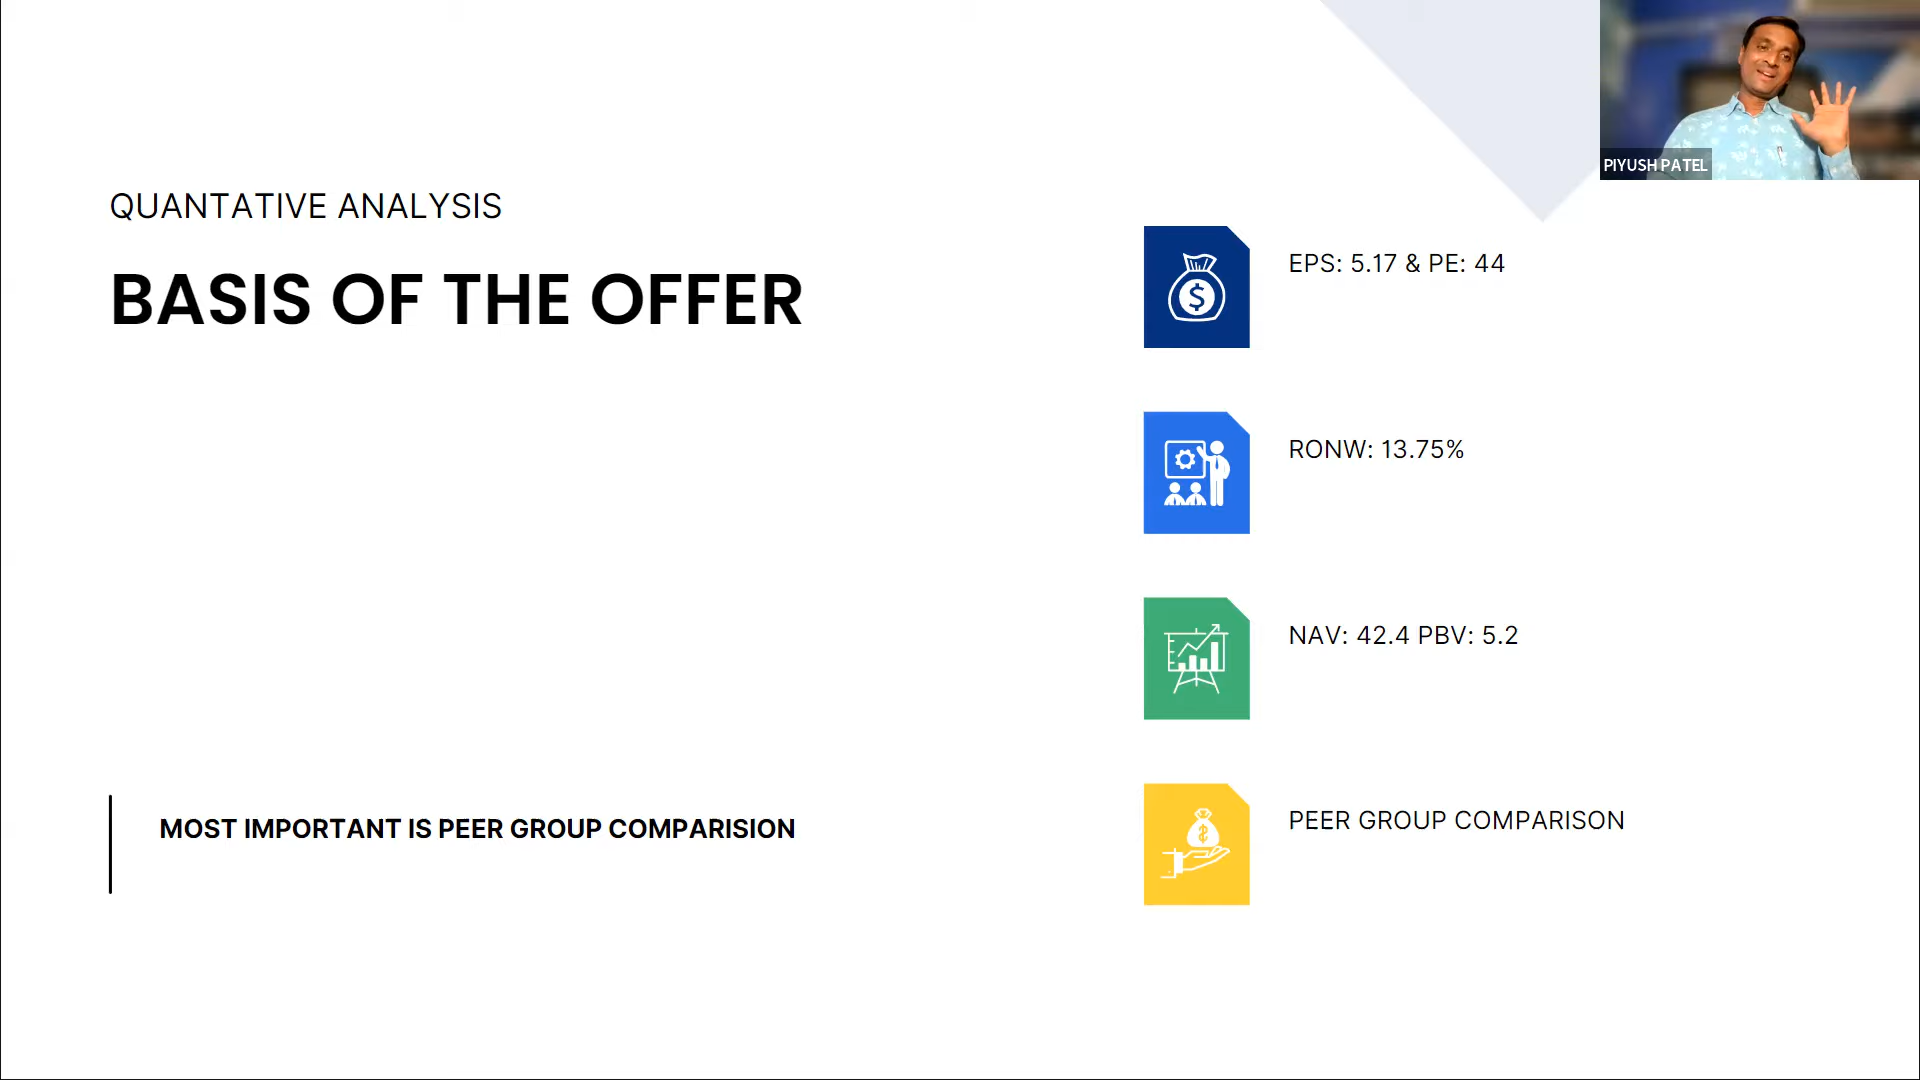 PIYUSH PATEL
QUANTATIVE ANALYSIS
BASIS OF THE OFFER
MOST IMPORTANT IS PEER GROUP COMPARISION
EPS: 5.17 & PE: 44
RONW: 13.75%
NAV: 42.4 PBV: 5.2
PEER GROUP COMPARISON